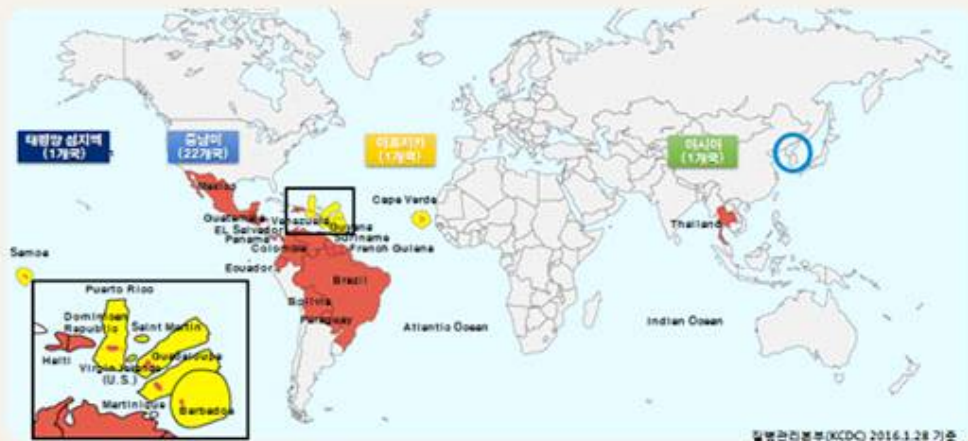 태평양 섬지역
(1개국)
중남미
(22개국)
아프리카
(1개국)
아시아
(1개국)
Mexico
Cape Verde
Guatemala
Venezuela
Guyana
EL Salvador
Suriname
Panama
French Guiana
Colombia
Thailand
Samoa
Ecuador
Brazil
Puerto Rico
Bolivia
Dominican
Republic
Saint Martin
Paraguay
Atlantic Ocean
Indian Ocean
Haiti
Guadaloupe
Virgin Islands
(U.S.)
Martinique
Barbados
질병관리본부(KCDC) 2016.1.28 기준